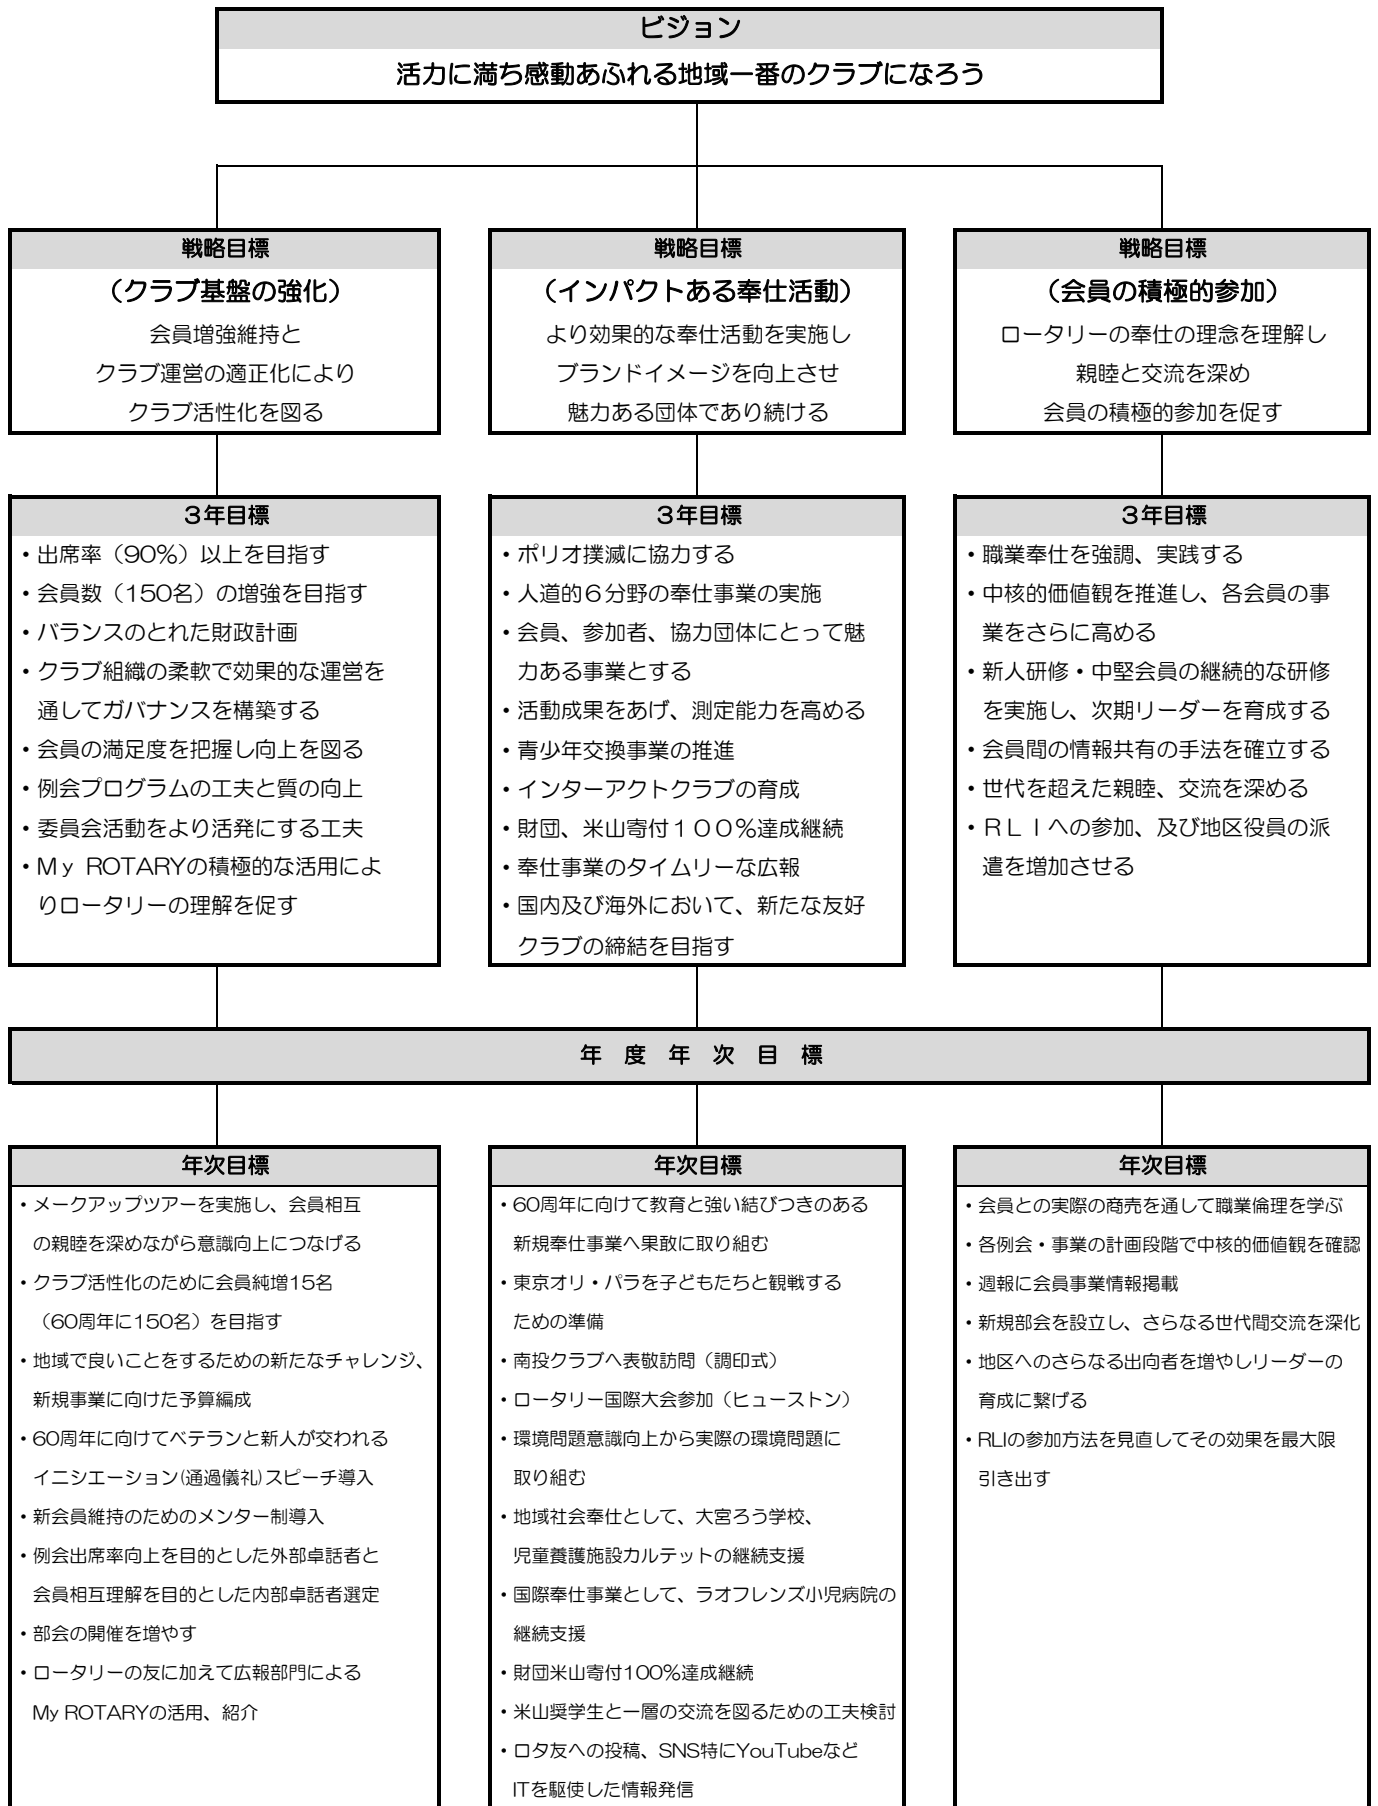 ビジョン
活力に満ち感動あふれる地域一番のクラブになろう
戦略目標
（クラブ基盤の強化）
会員増強維持と
クラブ運営の適正化により
クラブ活性化を図る
戦略目標
（インパクトある奉仕活動）
より効果的な奉仕活動を実施し
ブランドイメージを向上させ
魅力ある団体であり続ける
戦略目標
（会員の積極的参加）
ロータリーの奉仕の理念を理解し
親睦と交流を深め
会員の積極的参加を促す
３年目標
・出席率（90％）以上を目指す
・会員数（150名）の増強を目指す
・バランスのとれた財政計画
・クラブ組織の柔軟で効果的な運営を
通してガバナンスを構築する
・会員の満足度を把握し向上を図る
・例会プログラムの工夫と質の向上
・委員会活動をより活発にする工夫
・Ｍｙ ROTARYの積極的な活用によ
りロータリーの理解を促す
３年目標
・ポリオ撲滅に協力する
・人道的６分野の奉仕事業の実施
・会員、参加者、協力団体にとって魅
力ある事業とする
・活動成果をあげ、測定能力を高める
・青少年交換事業の推進
・インターアクトクラブの育成
・財団、米山寄付１００％達成継続
・奉仕事業のタイムリーな広報
・国内及び海外において、新たな友好
クラブの締結を目指す
３年目標
・職業奉仕を強調、実践する
・中核的価値観を推進し、各会員の事
業をさらに高める
・新人研修・中堅会員の継続的な研修
を実施し、次期リーダーを育成する
・会員間の情報共有の手法を確立する
・世代を超えた親睦、交流を深める
・ＲＬＩへの参加、及び地区役員の派
遣を増加させる
年 度 年 次 目 標
年次目標
・メークアップツアーを実施し、会員相互
の親睦を深めながら意識向上につなげる
・クラブ活性化のために会員純増15名
（60周年に150名）を目指す
・地域で良いことをするための新たなチャレンジ、
新規事業に向けた予算編成
・60周年に向けてベテランと新人が交われる
イニシエーション(通過儀礼)スピーチ導入
・新会員維持のためのメンター制導入
・例会出席率向上を目的とした外部卓話者と
会員相互理解を目的とした内部卓話者選定
・部会の開催を増やす
・ロータリーの友に加えて広報部門による
My ROTARYの活用、紹介
年次目標
・60周年に向けて教育と強い結びつきのある
新規奉仕事業へ果敢に取り組む
・東京オリ・パラを子どもたちと観戦する
ための準備
・南投クラブへ表敬訪問（調印式）
・ロータリー国際大会参加（ヒューストン）
・環境問題意識向上から実際の環境問題に
取り組む
・地域社会奉仕として、大宮ろう学校、
児童養護施設カルテットの継続支援
・国際奉仕事業として、ラオフレンズ小児病院の
継続支援
・財団米山寄付100％達成継続
・米山奨学生と一層の交流を図るための工夫検討
・ロタ友への投稿、SNS特にYouTubeなど
ITを駆使した情報発信
年次目標
・会員との実際の商売を通して職業倫理を学ぶ
・各例会・事業の計画段階で中核的価値観を確認
・週報に会員事業情報掲載
・新規部会を設立し、さらなる世代間交流を深化
・地区へのさらなる出向者を増やしリーダーの
育成に繋げる
・RLIの参加方法を見直してその効果を最大限
引き出す